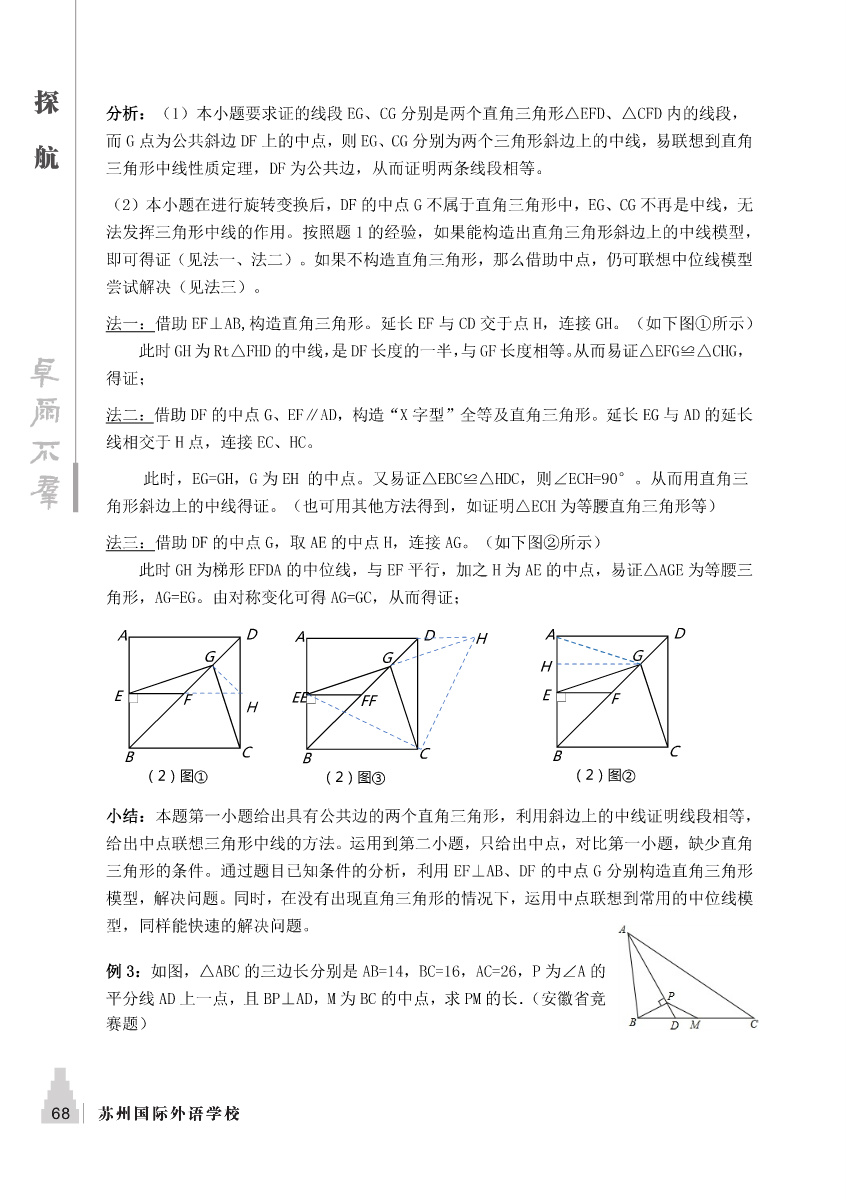 探
航
卓
尔
不
群
分析：（1）本小题要求证的线段 EG、CG 分别是两个直角三角形△EFD、△CFD 内的线段，
而 G 点为公共斜边 DF 上的中点，则 EG、CG 分别为两个三角形斜边上的中线，易联想到直角
三角形中线性质定理，DF 为公共边，从而证明两条线段相等。
（2）本小题在进行旋转变换后，DF 的中点 G 不属于直角三角形中，EG、CG 不再是中线，无
法发挥三角形中线的作用。按照题 1 的经验，如果能构造出直角三角形斜边上的中线模型，
即可得证（见法一、法二）。如果不构造直角三角形，那么借助中点，仍可联想中位线模型
尝试解决（见法三）。
法一：借助 EF⊥AB,构造直角三角形。延长 EF 与 CD 交于点 H，连接 GH。（如下图①所示）
此时 GH 为 Rt△FHD 的中线，是 DF 长度的一半，与 GF 长度相等。从而易证△EFG≌△CHG，
得证；
法二：借助 DF 的中点 G、EF∥AD，构造“X 字型”全等及直角三角形。延长 EG 与 AD 的延长
线相交于 H 点，连接 EC、HC。
此时，EG=GH，G 为 EH 的中点。又易证△EBC≌△HDC，则∠ECH=90°。从而用直角三
角形斜边上的中线得证。（也可用其他方法得到，如证明△ECH 为等腰直角三角形等）
法三：借助 DF 的中点 G，取 AE 的中点 H，连接 AG。（如下图②所示）
此时 GH 为梯形 EFDA 的中位线，与 EF 平行，加之 H 为 AE 的中点，易证△AGE 为等腰三
角形，AG=EG。由对称变化可得 AG=GC，从而得证；
A D G E F H B C
（2）图①
A D H G EE FF B C
（2）图③
A D G H E F B C
（2）图②
小结：本题第一小题给出具有公共边的两个直角三角形，利用斜边上的中线证明线段相等，
给出中点联想三角形中线的方法。运用到第二小题，只给出中点，对比第一小题，缺少直角
三角形的条件。通过题目已知条件的分析，利用 EF⊥AB、DF 的中点 G 分别构造直角三角形
模型，解决问题。同时，在没有出现直角三角形的情况下，运用中点联想到常用的中位线模
型，同样能快速的解决问题。
例 3：如图，△ABC 的三边长分别是 AB=14，BC=16，AC=26，P 为∠A 的
平分线 AD 上一点，且 BP⊥AD，M 为 BC 的中点，求 PM 的长．（安徽省竞
赛题）
A P B D M C
68 苏州国际外语学校